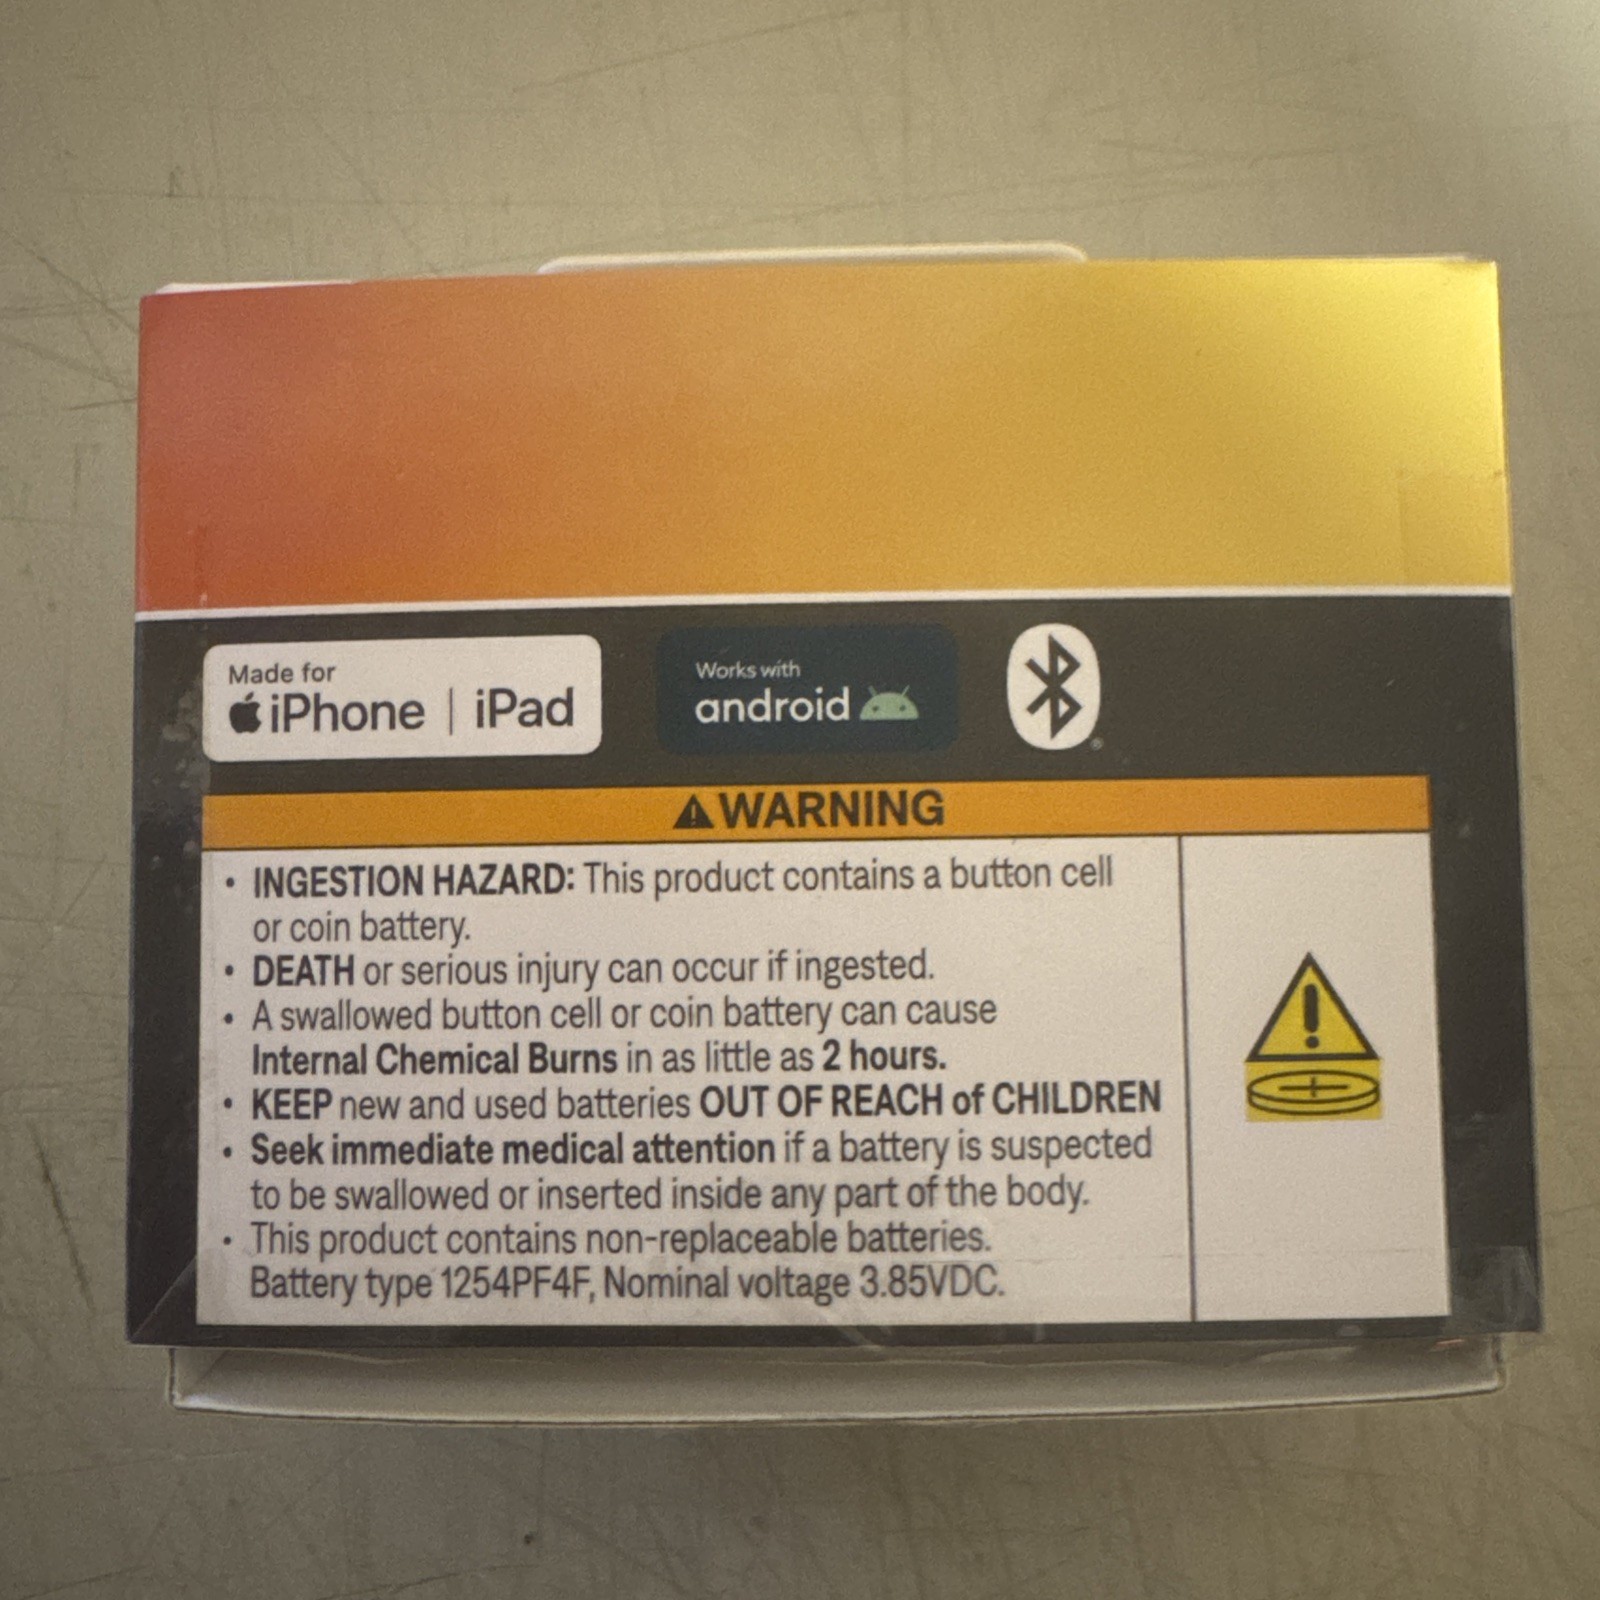 Made for
iPhone | iPad
Works with
android
WARNING
• INGESTION HAZARD: This product contains a button cell
or coin battery.
• DEATH or serious injury can occur if ingested.
• A swallowed button cell or coin battery can cause
Internal Chemical Burns in as little as 2 hours.
• KEEP new and used batteries OUT OF REACH of CHILDREN
• Seek immediate medical attention if a battery is suspected
to be swallowed or inserted inside any part of the body.
• This product contains non-replaceable batteries.
Battery type 1254PF4F, Nominal voltage 3.85VDC.